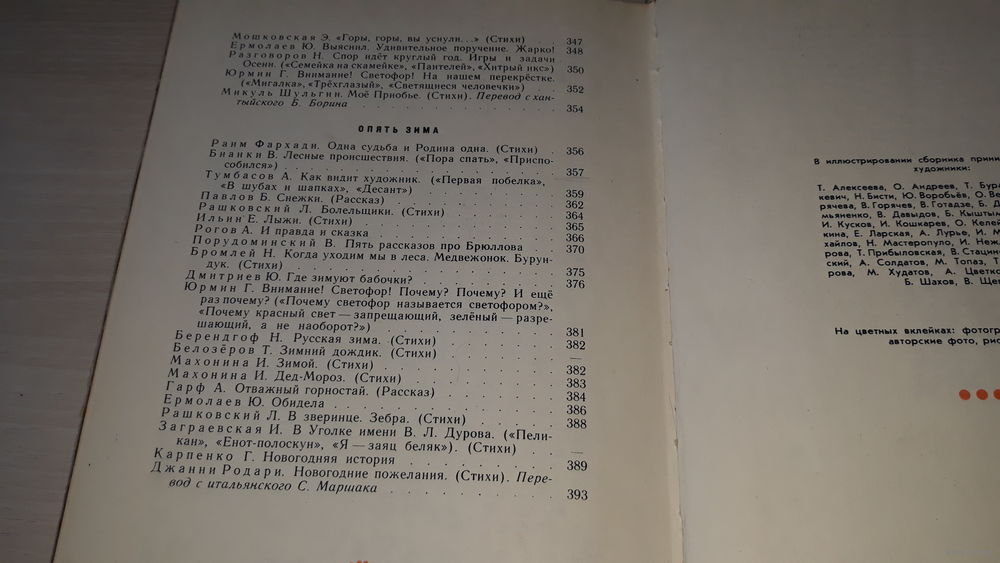 Мошковская Э. «Горы, горы, вы уснули...» (Стихи) . . . 347
Ермолаев Ю. Выяснил. Удивительное поручение. Жарко! 348
Разговоров Н. Спор идёт круглый год. Игры и задачи
Осени. («Семейка на скамейке», «Пантелей», «Хитрый икс») 350
Юрмин Г. Внимание! Светофор! На нашем перекрёстке.
(«Мигалка», «Трёхглазый», «Светящиеся человечки») . . 352
Микуль Шульгин. Моё Приобье. (Стихи). Перевод с хан-
тыйского Б. Борина . . . . . . . . . . 354
ОПЯТЬ ЗИМА
Раим Фархади. Одна судьба и Родина одна. (Стихи) . . 356
Бианки В. Лесные происшествия. («Пора спать», «Приспо-
собился») . . . . . . . . . . . . 357
Тумбасов А. Как видит художник. («Первая побелка»,
«В шубах и шапках», «Десант») . . . . . . . 359
Павлов Б. Снежки. (Рассказ) . . . . . . . . 362
Рашковский Л. Болельщики. (Стихи) . . . . . . 364
Ильин Е. Лыжи. (Стихи) . . . . . . . . . 365
Рогов А. И правда и сказка . . . . . . . . 366
Порудоминский В. Пять рассказов про Брюллова . . 370
Бромлей Н. Когда уходим мы в леса. Медвежонок. Бурун-
дук. (Стихи) . . . . . . . . . . . 375
Дмитриев Ю. Где зимуют бабочки? . . . . . . 376
Юрмин Г. Внимание! Светофор! Почему? Почему? И ещё
раз почему? («Почему светофор называется светофором?»,
«Почему красный свет — запрещающий, зелёный — разре-
шающий, а не наоборот?») . . . . . . . . 381
Берендгоф Н. Русская зима. (Стихи) . . . . . . 382
Белозёров Т. Зимний дождик. (Стихи) . . . . . —
Махонина И. Зимой. (Стихи) . . . . . . . . 382
Махонина И. Дед-Мороз. (Стихи) . . . . . . . 383
Гарф А. Отважный горностай. (Рассказ) . . . . . 384
Ермолаев Ю. Обидела . . . . . . . . . . 386
Рашковский Л. В зверинце. Зебра. (Стихи) . . . . 388
Заграевская И. В Уголке имени В. Л. Дурова. («Пели-
кан», «Енот-полоскун», «Я — заяц беляк»). (Стихи) . . —
Карпенко Г. Новогодняя история . . . . . . . 389
Джанни Родари. Новогодние пожелания. (Стихи). Пере-
вод с итальянского С. Маршака . . . . . . . 393
В иллюстрировании сборника прини
художники:
Т. Алексеева, О. Андреев, Т. Бура
кевич, Н. Бисти, Ю. Воробьёв, О. Ве
рячева, В. Горячев, В. Готадзе, Б. Д
мьяненко, В. Давыдов, Б. Кыштым
И. Кусков, И. Кошкарев, О. Келей
кина, Е. Ларская, А. Лурье, И. М
хайлов, Н. Мастеропуло, И. Неж
рова, Т. Прибыловская, В. Стацин
ский, А. Солдатов, М. Топаз, Т.
рова, М. Худатов, А. Цветко
Б. Шахов, В. Щег
На цветных вклейках: фотогр
авторские фото, рис